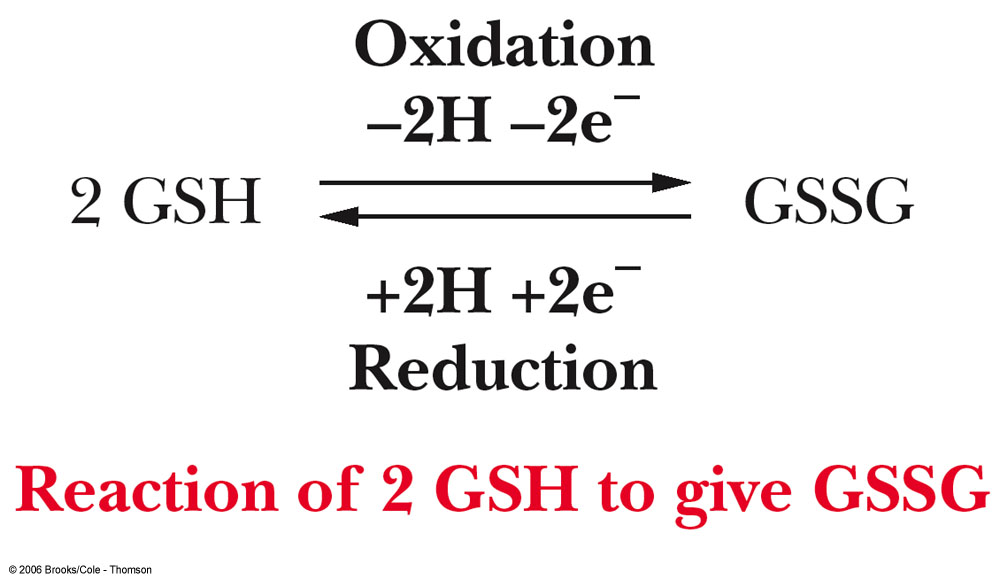 Oxidation
–2H –2e⁻
2 GSH GSSG
+2H +2e⁻
Reduction
Reaction of 2 GSH to give GSSG
© 2006 Brooks/Cole - Thomson